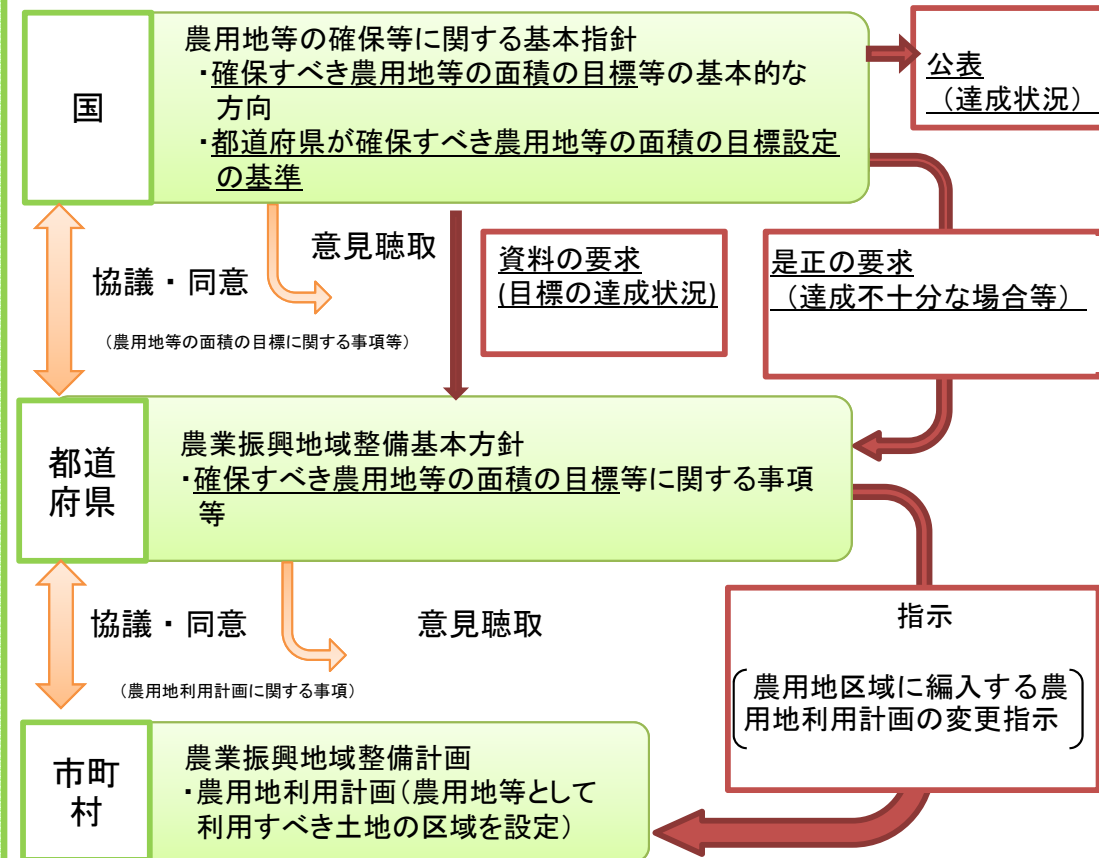 国
農用地等の確保等に関する基本指針
・確保すべき農用地等の面積の目標等の基本的な
方向
・都道府県が確保すべき農用地等の面積の目標設定
の基準
公表
（達成状況）
協議・同意
意見聴取
（農用地等の面積の目標に関する事項等）
資料の要求
(目標の達成状況)
是正の要求
（達成不十分な場合等）
都道
府県
農業振興地域整備基本方針
・確保すべき農用地等の面積の目標等に関する事項
等
協議・同意
意見聴取
（農用地利用計画に関する事項）
指示
農用地区域に編入する農
用地利用計画の変更指示
市町
村
農業振興地域整備計画
・農用地利用計画（農用地等として
利用すべき土地の区域を設定）